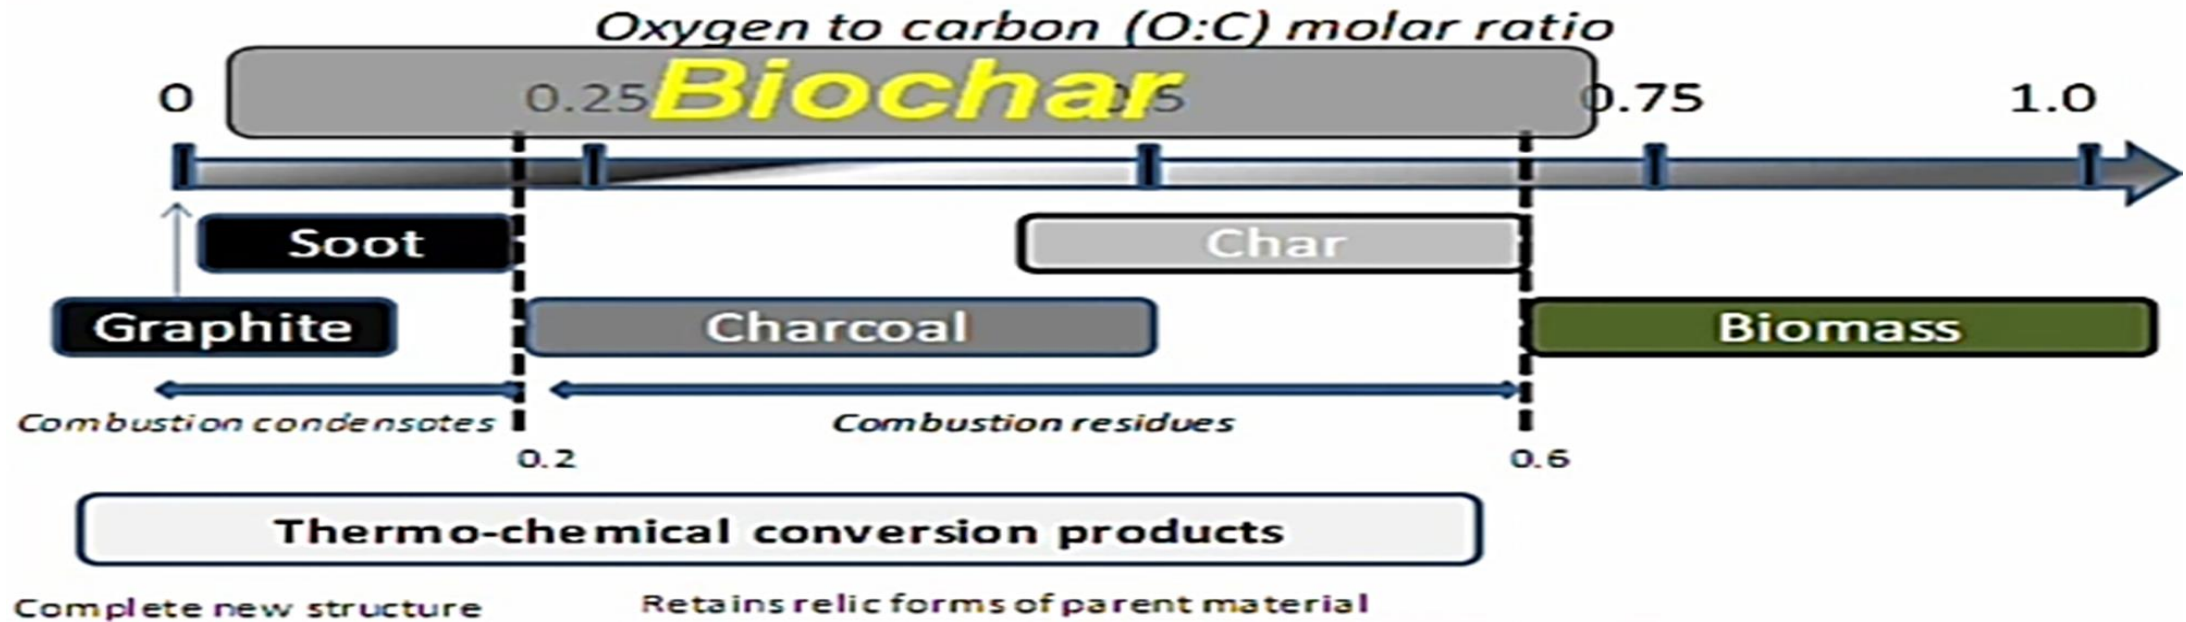 Oxygen to carbon (O:C) molar ratio
0 0.25 Biochar 0.5 0.75 1.0
Soot Char
Graphite Charcoal Biomass
Combustion condensates Combustion residues
0.2 0.6
Thermo-chemical conversion products
Complete new structure Retains relic forms of parent material